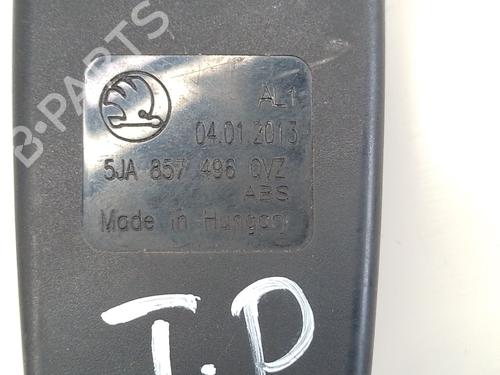 B-PARTS
AL1
04.01.2013
5JA 857 496 QVZ
ABS
Made in Hungary
T.D